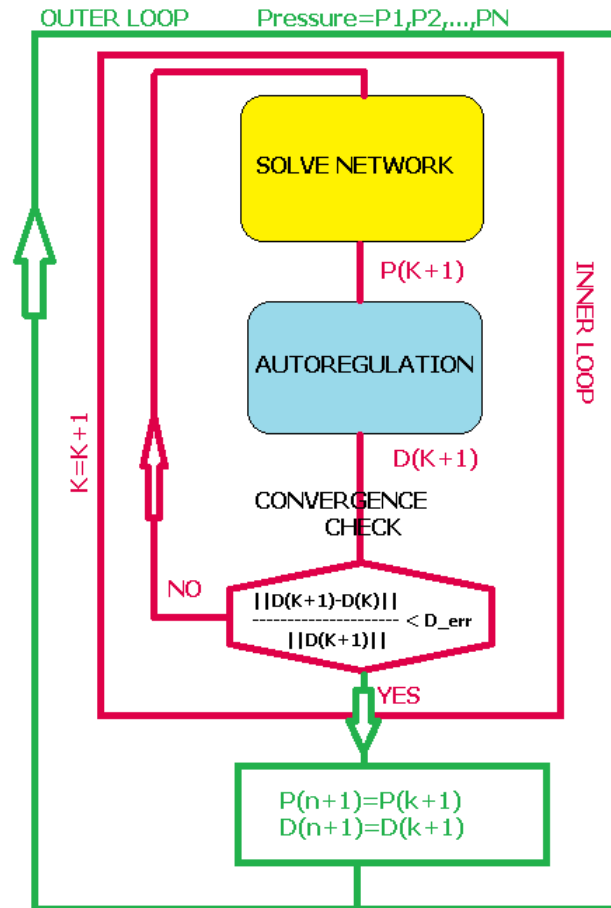 OUTER LOOP Pressure=P1,P2,...,PN
SOLVE NETWORK
P(K+1)
INNER LOOP
AUTOREGULATION
K=K+1
D(K+1)
CONVERGENCE
CHECK
NO
||D(K+1)-D(K)||
---------------------- < D_err
||D(K+1)||
YES
P(n+1)=P(k+1)
D(n+1)=D(k+1)